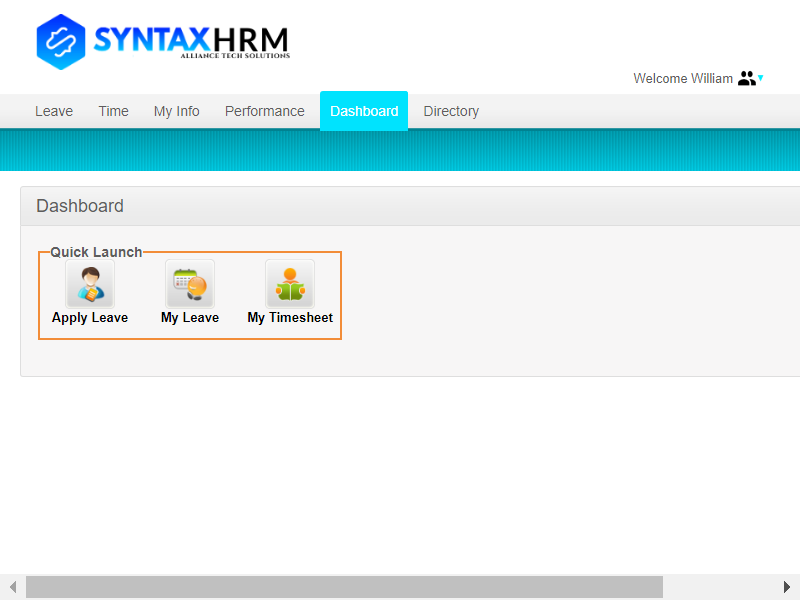 SYNTAXHRM
ALLIANCE TECH SOLUTIONS
Welcome William
Leave Time My Info Performance Dashboard Directory
Dashboard
Quick Launch
Apply Leave My Leave My Timesheet